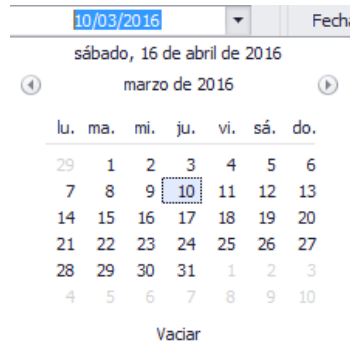 10/03/2016 Fecha
sábado, 16 de abril de 2016
marzo de 2016
lu. ma. mi. ju. vi. sá. do.
29 1 2 3 4 5 6
7 8 9 10 11 12 13
14 15 16 17 18 19 20
21 22 23 24 25 26 27
28 29 30 31 1 2 3
4 5 6 7 8 9 10
Vaciar